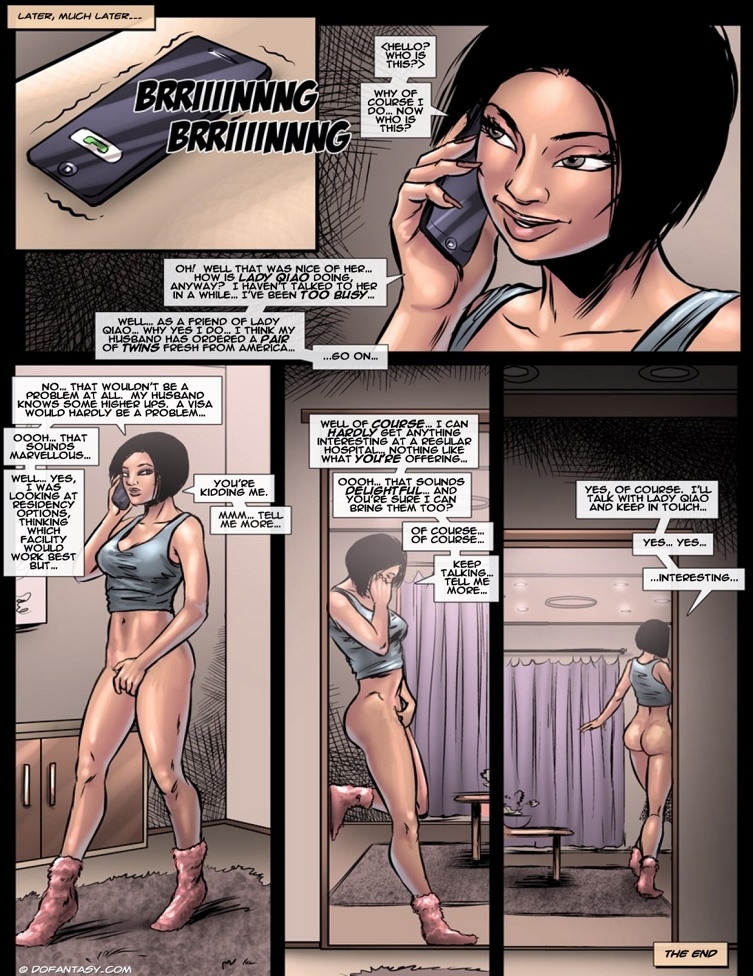 LATER, MUCH LATER...
BRRIIIINNNG
BRRIIIINNNG
<HELLO?
WHO IS
THIS?>
WHY OF
COURSE I
DO... NOW
WHO IS
THIS?
OH! WELL THAT WAS NICE OF HER...
HOW IS LADY QIAO DOING,
ANYWAY? I HAVEN'T TALKED TO HER
IN A WHILE... I'VE BEEN TOO BUSY...
WELL... AS A FRIEND OF LADY
QIAO... WHY YES I DO... I THINK MY
HUSBAND HAS ORDERED A PAIR
OF TWINS FRESH FROM AMERICA...
...GO ON...
NO... THAT WOULDN'T BE A
PROBLEM AT ALL. MY HUSBAND
KNOWS SOME HIGHER UPS. A VISA
WOULD HARDLY BE A PROBLEM...
OOOH... THAT
SOUNDS
MARVELLOUS...
WELL... YES,
I WAS
LOOKING AT
RESIDENCY
OPTIONS,
THINKING
WHICH
FACILITY
WOULD
WORK BEST
BUT...
YOU'RE
KIDDING ME.
MMM... TELL
ME MORE...
WELL OF COURSE... I CAN
HARDLY GET ANYTHING
INTERESTING AT A REGULAR
HOSPITAL... NOTHING LIKE
WHAT YOU'RE OFFERING...
OOOH... THAT SOUNDS
DELIGHTFUL... AND
YOU'RE SURE I CAN
BRING THEM TOO?
OF COURSE...
OF COURSE...
KEEP
TALKING...
TELL ME
MORE...
YES, OF COURSE. I'LL
TALK WITH LADY QIAO
AND KEEP IN TOUCH...
YES... YES...
...INTERESTING...
THE END
© DOFANTASY.COM